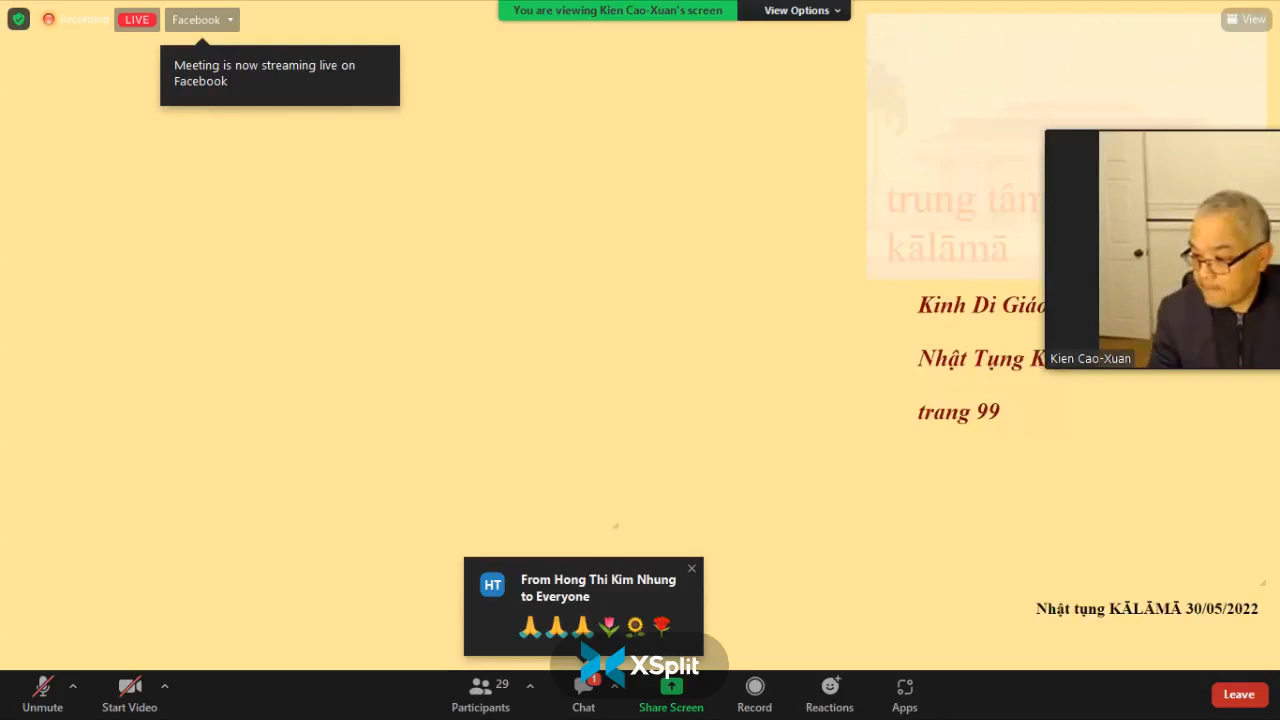 Recording
LIVE
Facebook
You are viewing Kien Cao-Xuan's screen
View Options
View
Meeting is now streaming live on
Facebook
trung tâm
kālāmā
Kinh Di Giáo
Nhật Tụng
trang 99
Kien Cao-Xuan
From Hong Thi Kim Nhung
to Everyone
HT
🙏🙏🙏🌷🌻🌹
Nhật tụng KĀLĀMĀ 30/05/2022
XSplit
29
1
Unmute
Start Video
Participants
Chat
Share Screen
Record
Reactions
Apps
Leave